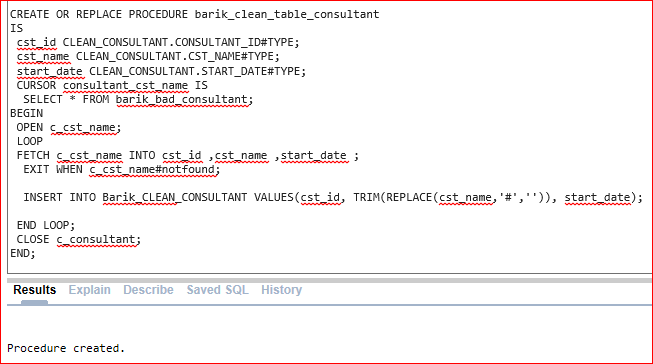 CREATE OR REPLACE PROCEDURE barik_clean_table_consultant
IS
cst_id CLEAN_CONSULTANT.CONSULTANT_ID#TYPE;
cst_name CLEAN_CONSULTANT.CST_NAME#TYPE;
start_date CLEAN_CONSULTANT.START_DATE#TYPE;
CURSOR consultant_cst_name IS
SELECT * FROM barik_bad_consultant;
BEGIN
OPEN c_cst_name;
LOOP
FETCH c_cst_name INTO cst_id ,cst_name ,start_date ;
EXIT WHEN c_cst_name#notfound;
INSERT INTO Barik_CLEAN_CONSULTANT VALUES(cst_id, TRIM(REPLACE(cst_name,'#','')), start_date);
END LOOP;
CLOSE c_consultant;
END;
Results Explain Describe Saved SQL History
Procedure created.